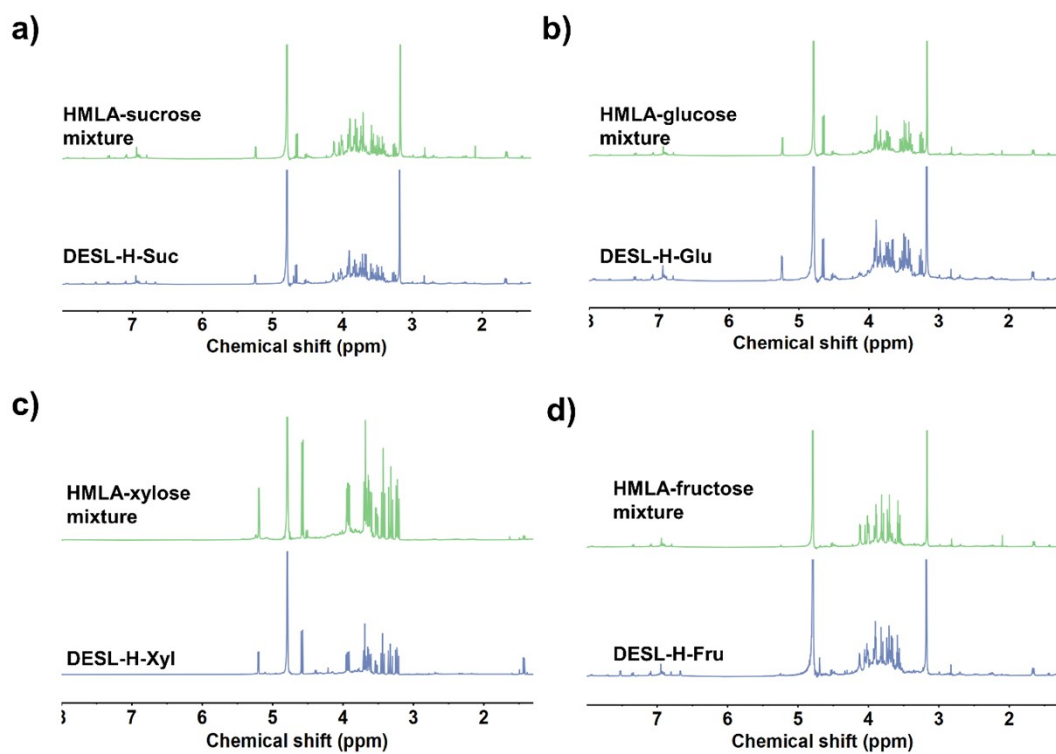 a)
HMLA-sucrose
mixture
DESL-H-Suc
7 6 5 4 3 2
Chemical shift (ppm)
b)
HMLA-glucose
mixture
DESL-H-Glu
8 7 6 5 4 3 2
Chemical shift (ppm)
c)
HMLA-xylose
mixture
DESL-H-Xyl
7 6 5 4 3 2
Chemical shift (ppm)
d)
HMLA-fructose
mixture
DESL-H-Fru
7 6 5 4 3 2
Chemical shift (ppm)